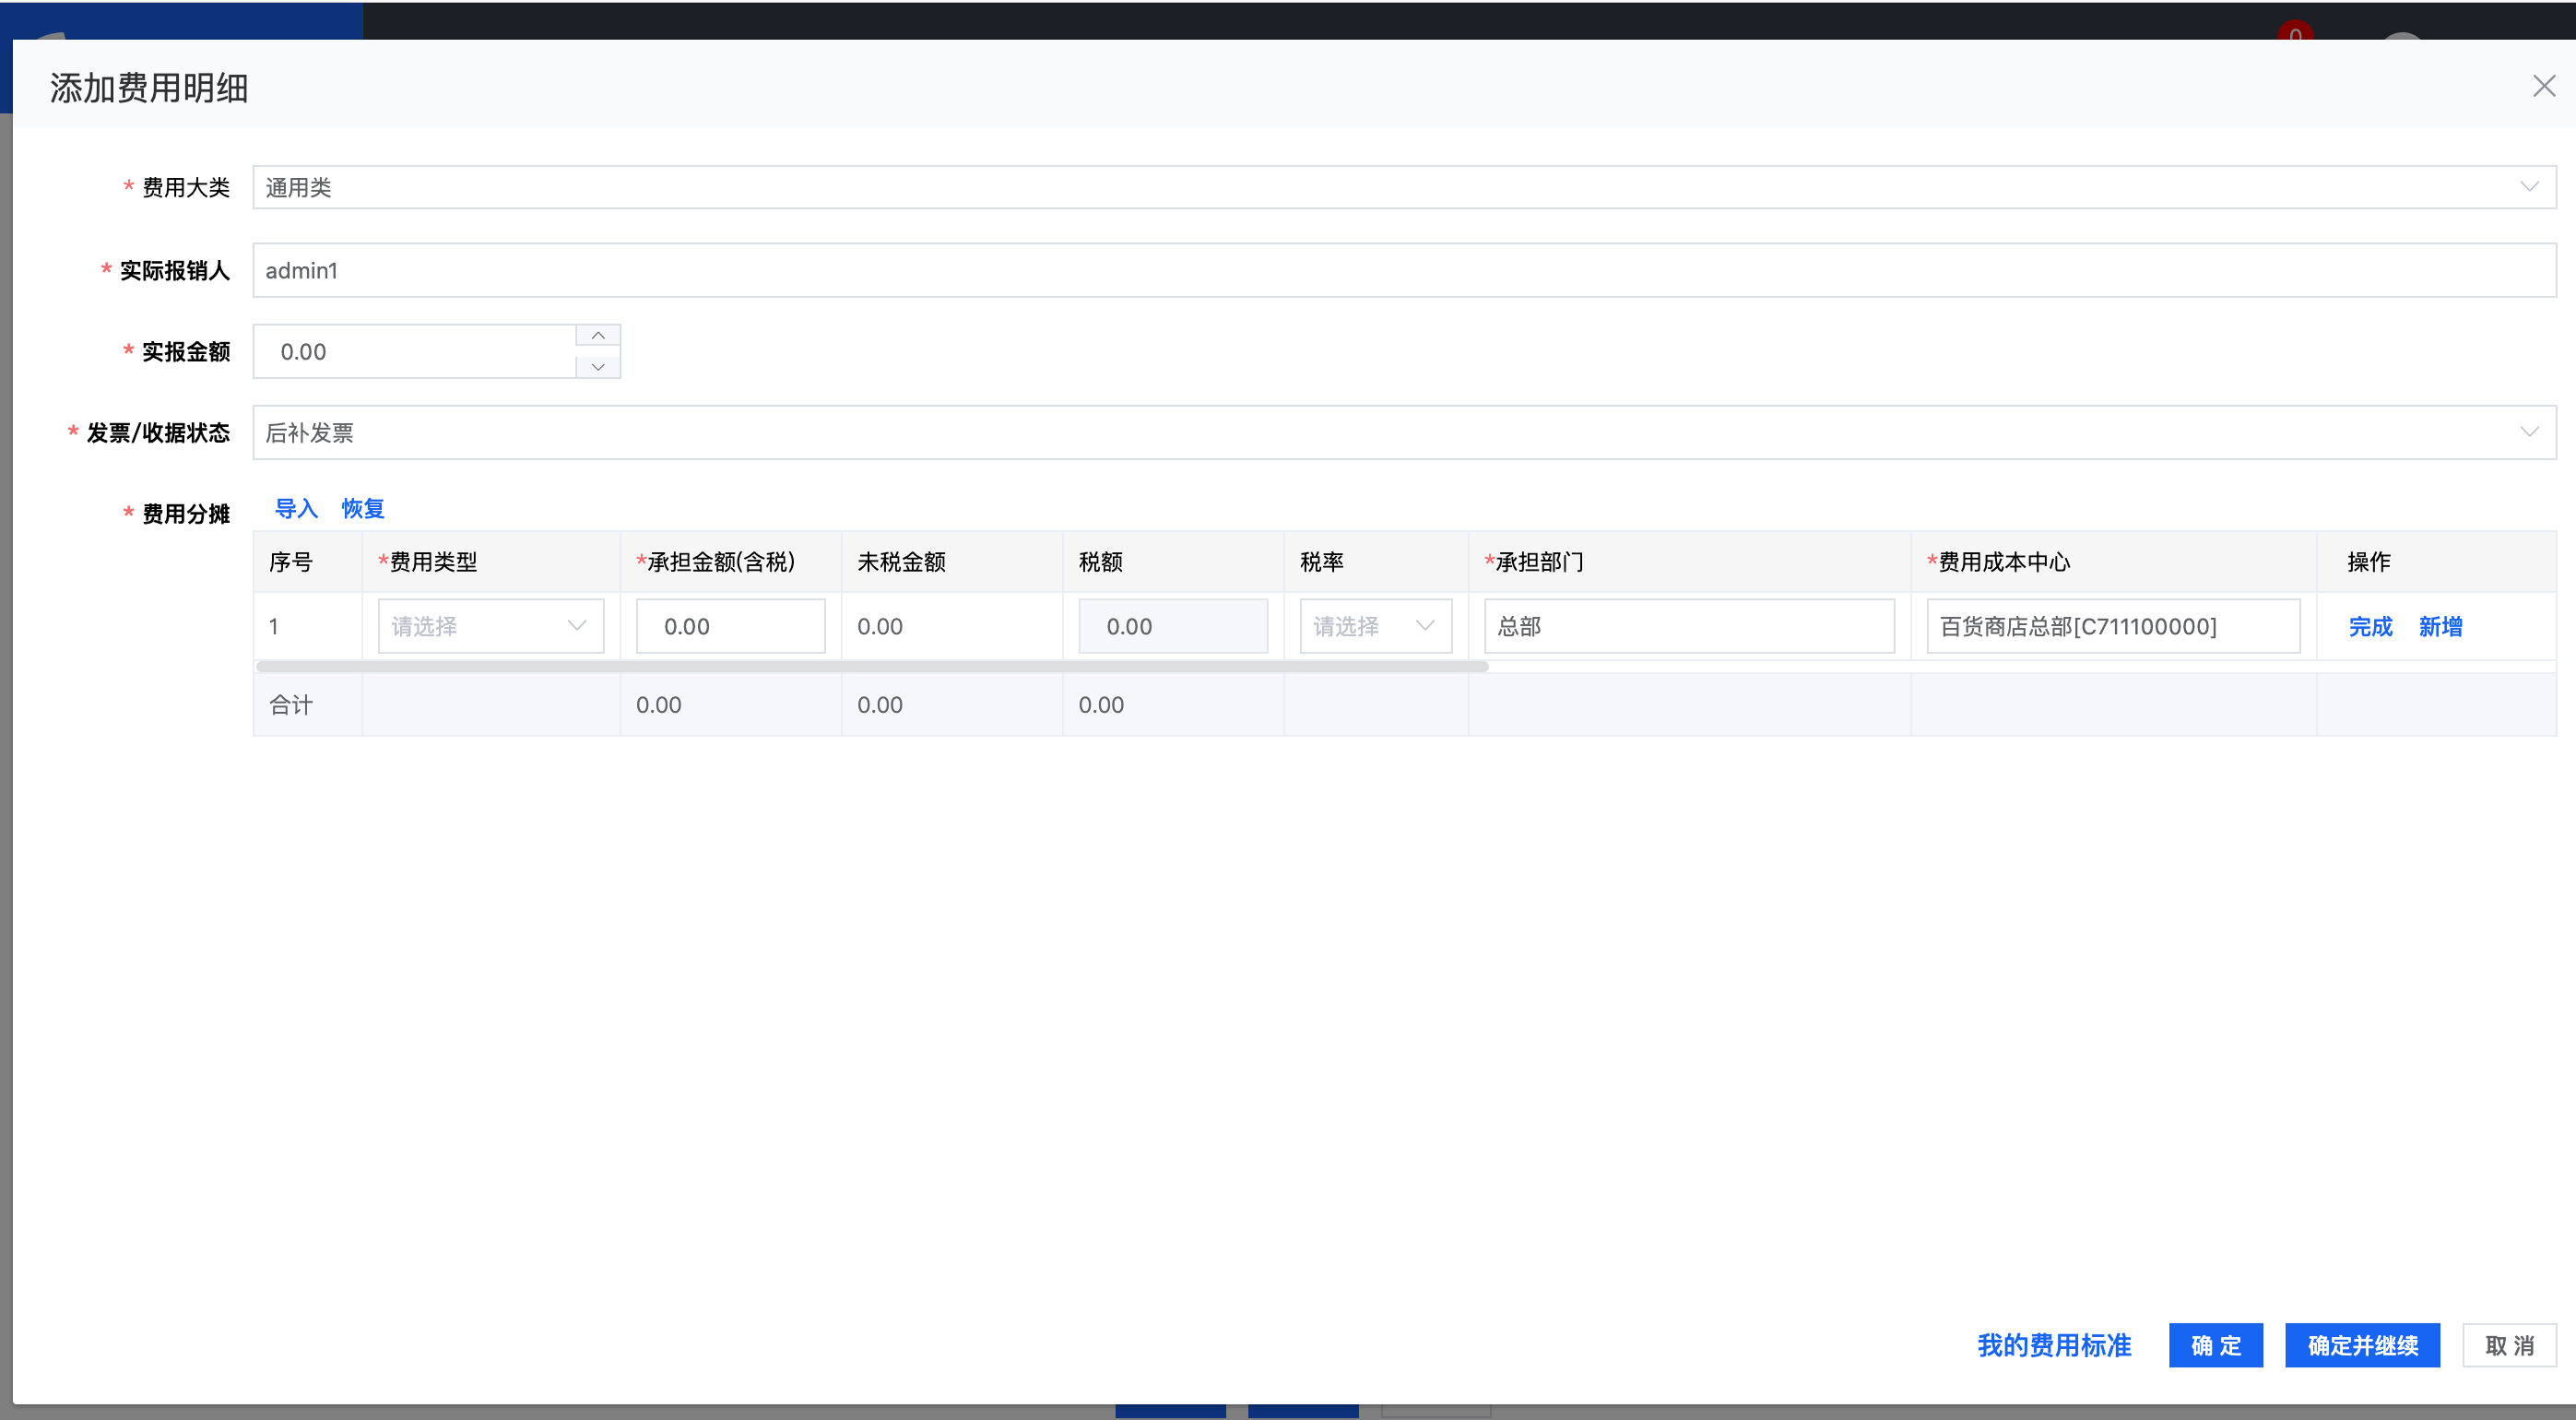 0
添加费用明细
* 费用大类 通用类
* 实际报销人 admin1
* 实报金额 0.00
* 发票/收据状态 后补发票
* 费用分摊 导入 恢复
序号 *费用类型 *承担金额(含税) 未税金额 税额 税率 *承担部门 *费用成本中心 操作
1 请选择 0.00 0.00 0.00 请选择 总部 百货商店总部[C711100000] 完成 新增
合计 0.00 0.00 0.00
我的费用标准 确 定 确定并继续 取 消